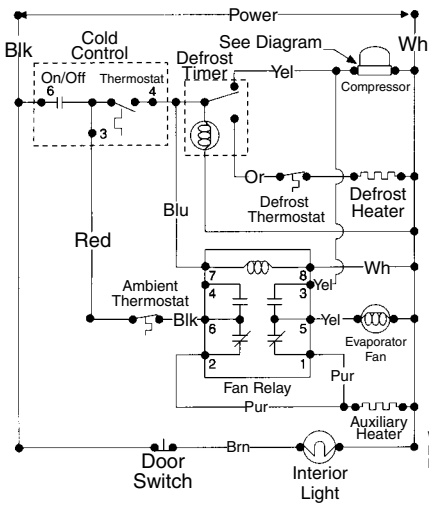 Power
Blk
Wh
Cold
Control
See Diagram
Defrost
Timer
On/Off
Thermostat
Yel
Compressor
6
4
3
Or
Defrost
Thermostat
Defrost
Heater
Blu
Red
7
8
Wh
Ambient
Thermostat
4
3
Yel
Blk
6
5
Yel
Evaporator
Fan
2
1
Pur
Fan Relay
Pur
Auxiliary
Heater
Brn
Door
Switch
Interior
Light